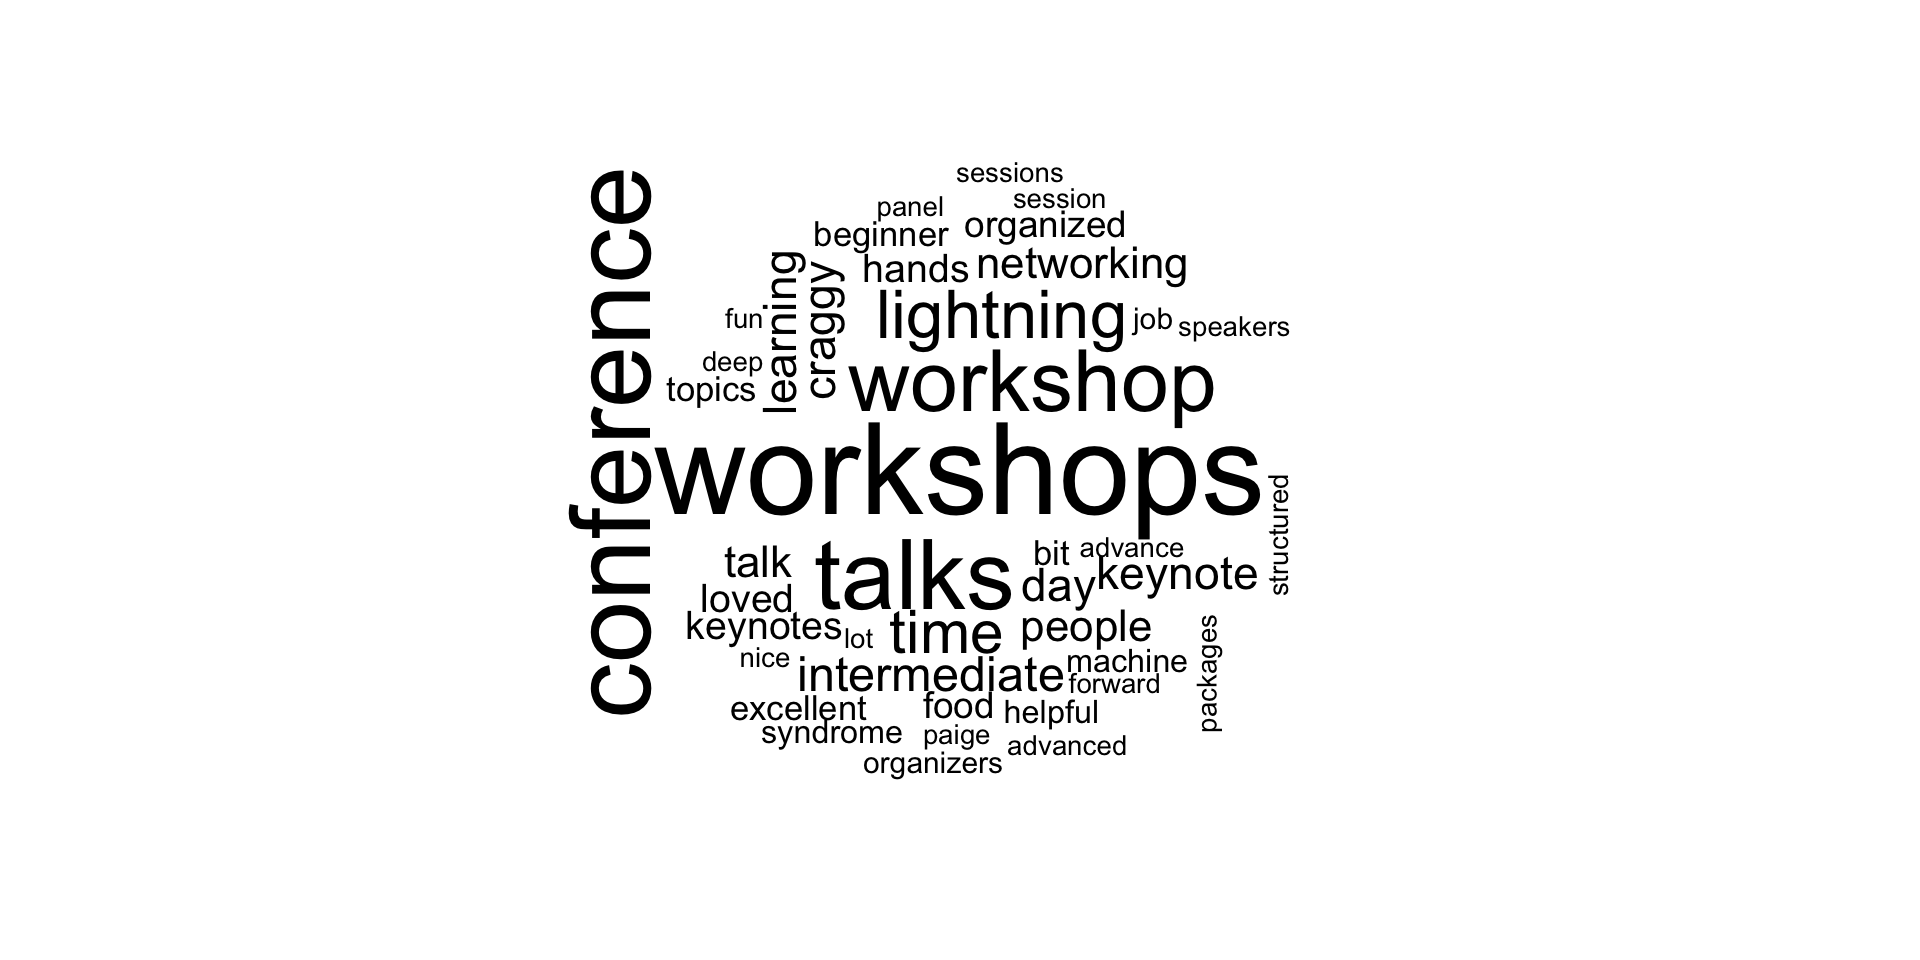 sessions
session
panel
organized
beginner
networking
hands
learning
craggy
lightning
fun
job
speakers
deep
workshop
topics
conference
workshops
structured
bit
advance
talk
talks
day
keynote
loved
keynotes
lot
time
people
nice
intermediate
machine
forward
packages
excellent
food
helpful
syndrome
paige
advanced
organizers